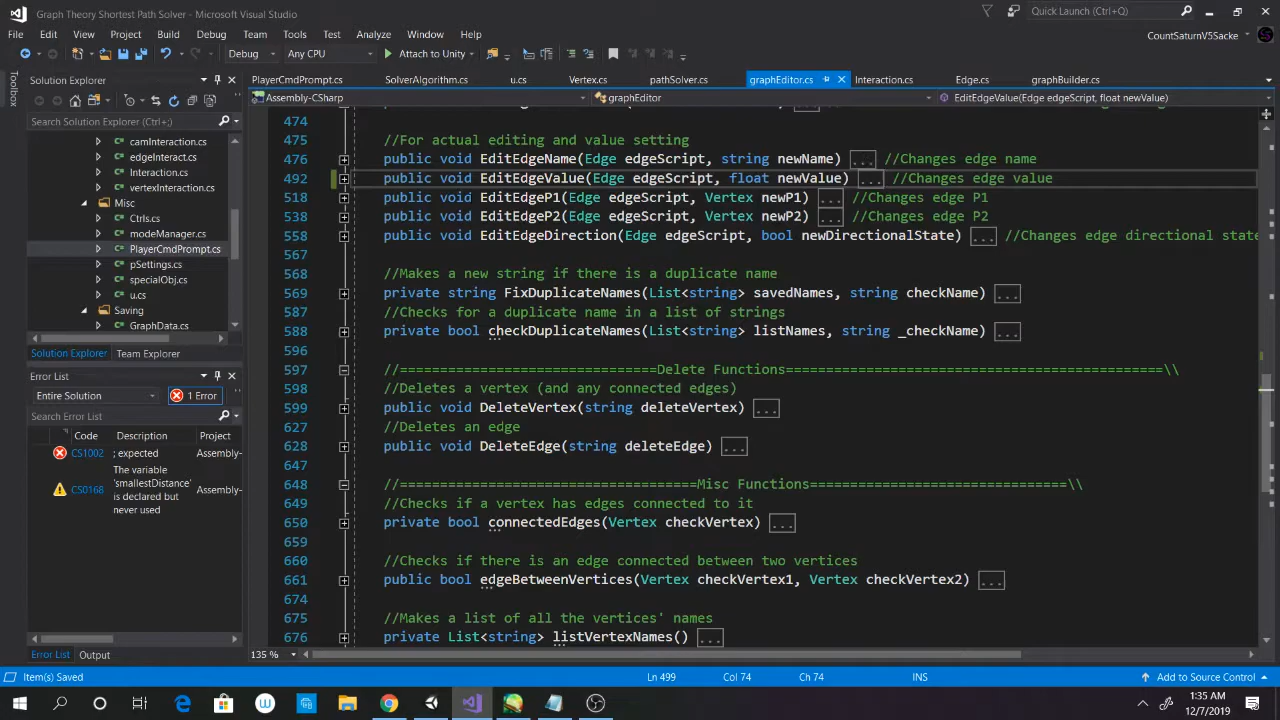 Graph Theory Shortest Path Solver - Microsoft Visual Studio
Quick Launch (Ctrl+Q)
File Edit View Project Build Debug Team Tools Test Analyze Window Help
CountSaturnV5Sacke
Debug Any CPU Attach to Unity
Toolbox
Solution Explorer
PlayerCmdPrompt.cs SolverAlgorithm.cs u.cs Vertex.cs pathSolver.cs graphEditor.cs Interaction.cs Edge.cs graphBuilder.cs
Assembly-CSharp graphEditor EditEdgeValue(Edge edgeScript, float newValue)
Search Solution Explorer
camInteraction.cs
edgeInteract.cs
Interaction.cs
vertexInteraction.cs
Misc
Ctrls.cs
modeManager.cs
PlayerCmdPrompt.cs
pSettings.cs
specialObj.cs
u.cs
Saving
GraphData.cs
Solution Explorer Team Explorer
Error List
Entire Solution 1 Error
Search Error List
Code Description Project
CS1002 ; expected Assembly-
CS0168 The variable 'smallestDistance' is declared but never used Assembly-
Error List Output
474
475 //For actual editing and value setting
476 public void EditEdgeName(Edge edgeScript, string newName) ... //Changes edge name
492 public void EditEdgeValue(Edge edgeScript, float newValue) ... //Changes edge value
518 public void EditEdgeP1(Edge edgeScript, Vertex newP1) ... //Changes edge P1
538 public void EditEdgeP2(Edge edgeScript, Vertex newP2) ... //Changes edge P2
558 public void EditEdgeDirection(Edge edgeScript, bool newDirectionalState) ... //Changes edge directional state
567
568 //Makes a new string if there is a duplicate name
569 private string FixDuplicateNames(List<string> savedNames, string checkName) ...
587 //Checks for a duplicate name in a list of strings
588 private bool checkDuplicateNames(List<string> listNames, string _checkName) ...
596
597 //================================Delete Functions===============================================\\
598 //Deletes a vertex (and any connected edges)
599 public void DeleteVertex(string deleteVertex) ...
627 //Deletes an edge
628 public void DeleteEdge(string deleteEdge) ...
647
648 //=====================================Misc Functions================================\\
649 //Checks if a vertex has edges connected to it
650 private bool connectedEdges(Vertex checkVertex) ...
660 //Checks if there is an edge connected between two vertices
661 public bool edgeBetweenVertices(Vertex checkVertex1, Vertex checkVertex2) ...
674
675 //Makes a list of all the vertices' names
676 private List<string> listVertexNames() ...
135 %
Item(s) Saved Ln 499 Col 74 Ch 74 INS Add to Source Control
1:35 AM
12/7/2019